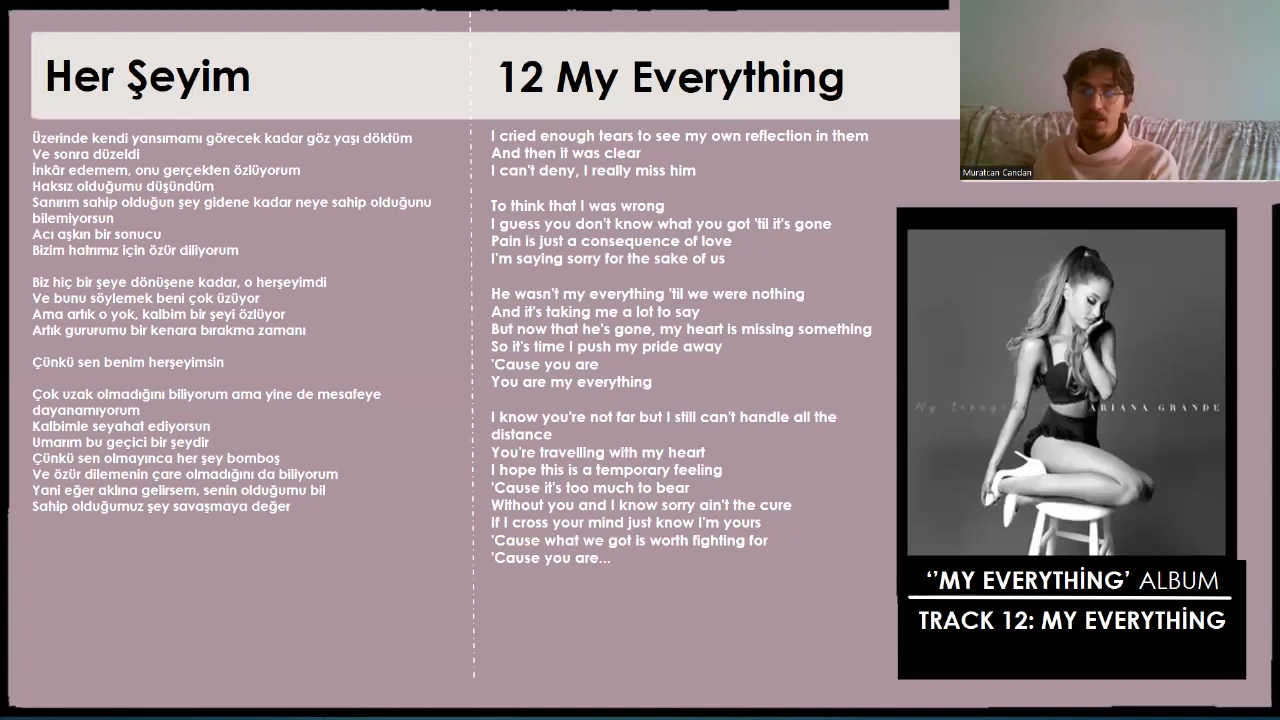 Her Şeyim
Üzerinde kendi yansımamı görecek kadar göz yaşı döktüm
Ve sonra düzeldi
İnkâr edemem, onu gerçekten özlüyorum
Haksız olduğumu düşündüm
Sanırım sahip olduğun şey gidene kadar neye sahip olduğunu
bilemiyorsun
Acı aşkın bir sonucu
Bizim hatrımız için özür diliyorum
Biz hiç bir şeye dönüşene kadar, o herşeyimdi
Ve bunu söylemek beni çok üzüyor
Ama artık o yok, kalbim bir şeyi özlüyor
Artık gururumu bir kenara bırakma zamanı
Çünkü sen benim herşeyimsin
Çok uzak olmadığını biliyorum ama yine de mesafeye
dayanamıyorum
Kalbimle seyahat ediyorsun
Umarım bu geçici bir şeydir
Çünkü sen olmayınca her şey bomboş
Ve özür dilemenin çare olmadığını da biliyorum
Yani eğer aklına gelirsem, senin olduğumu bil
Sahip olduğumuz şey savaşmaya değer
12 My Everything
I cried enough tears to see my own reflection in them
And then it was clear
I can't deny, I really miss him
To think that I was wrong
I guess you don't know what you got 'til it's gone
Pain is just a consequence of love
I'm saying sorry for the sake of us
He wasn't my everything 'til we were nothing
And it's taking me a lot to say
But now that he's gone, my heart is missing something
So it's time I push my pride away
'Cause you are
You are my everything
I know you're not far but I still can't handle all the
distance
You're travelling with my heart
I hope this is a temporary feeling
'Cause it's too much to bear
Without you and I know sorry ain't the cure
If I cross your mind just know I'm yours
'Cause what we got is worth fighting for
'Cause you are...
Muratcan Candan
ARIANA GRANDE
‘’MY EVERYTHİNG’ ALBUM
TRACK 12: MY EVERYTHİNG